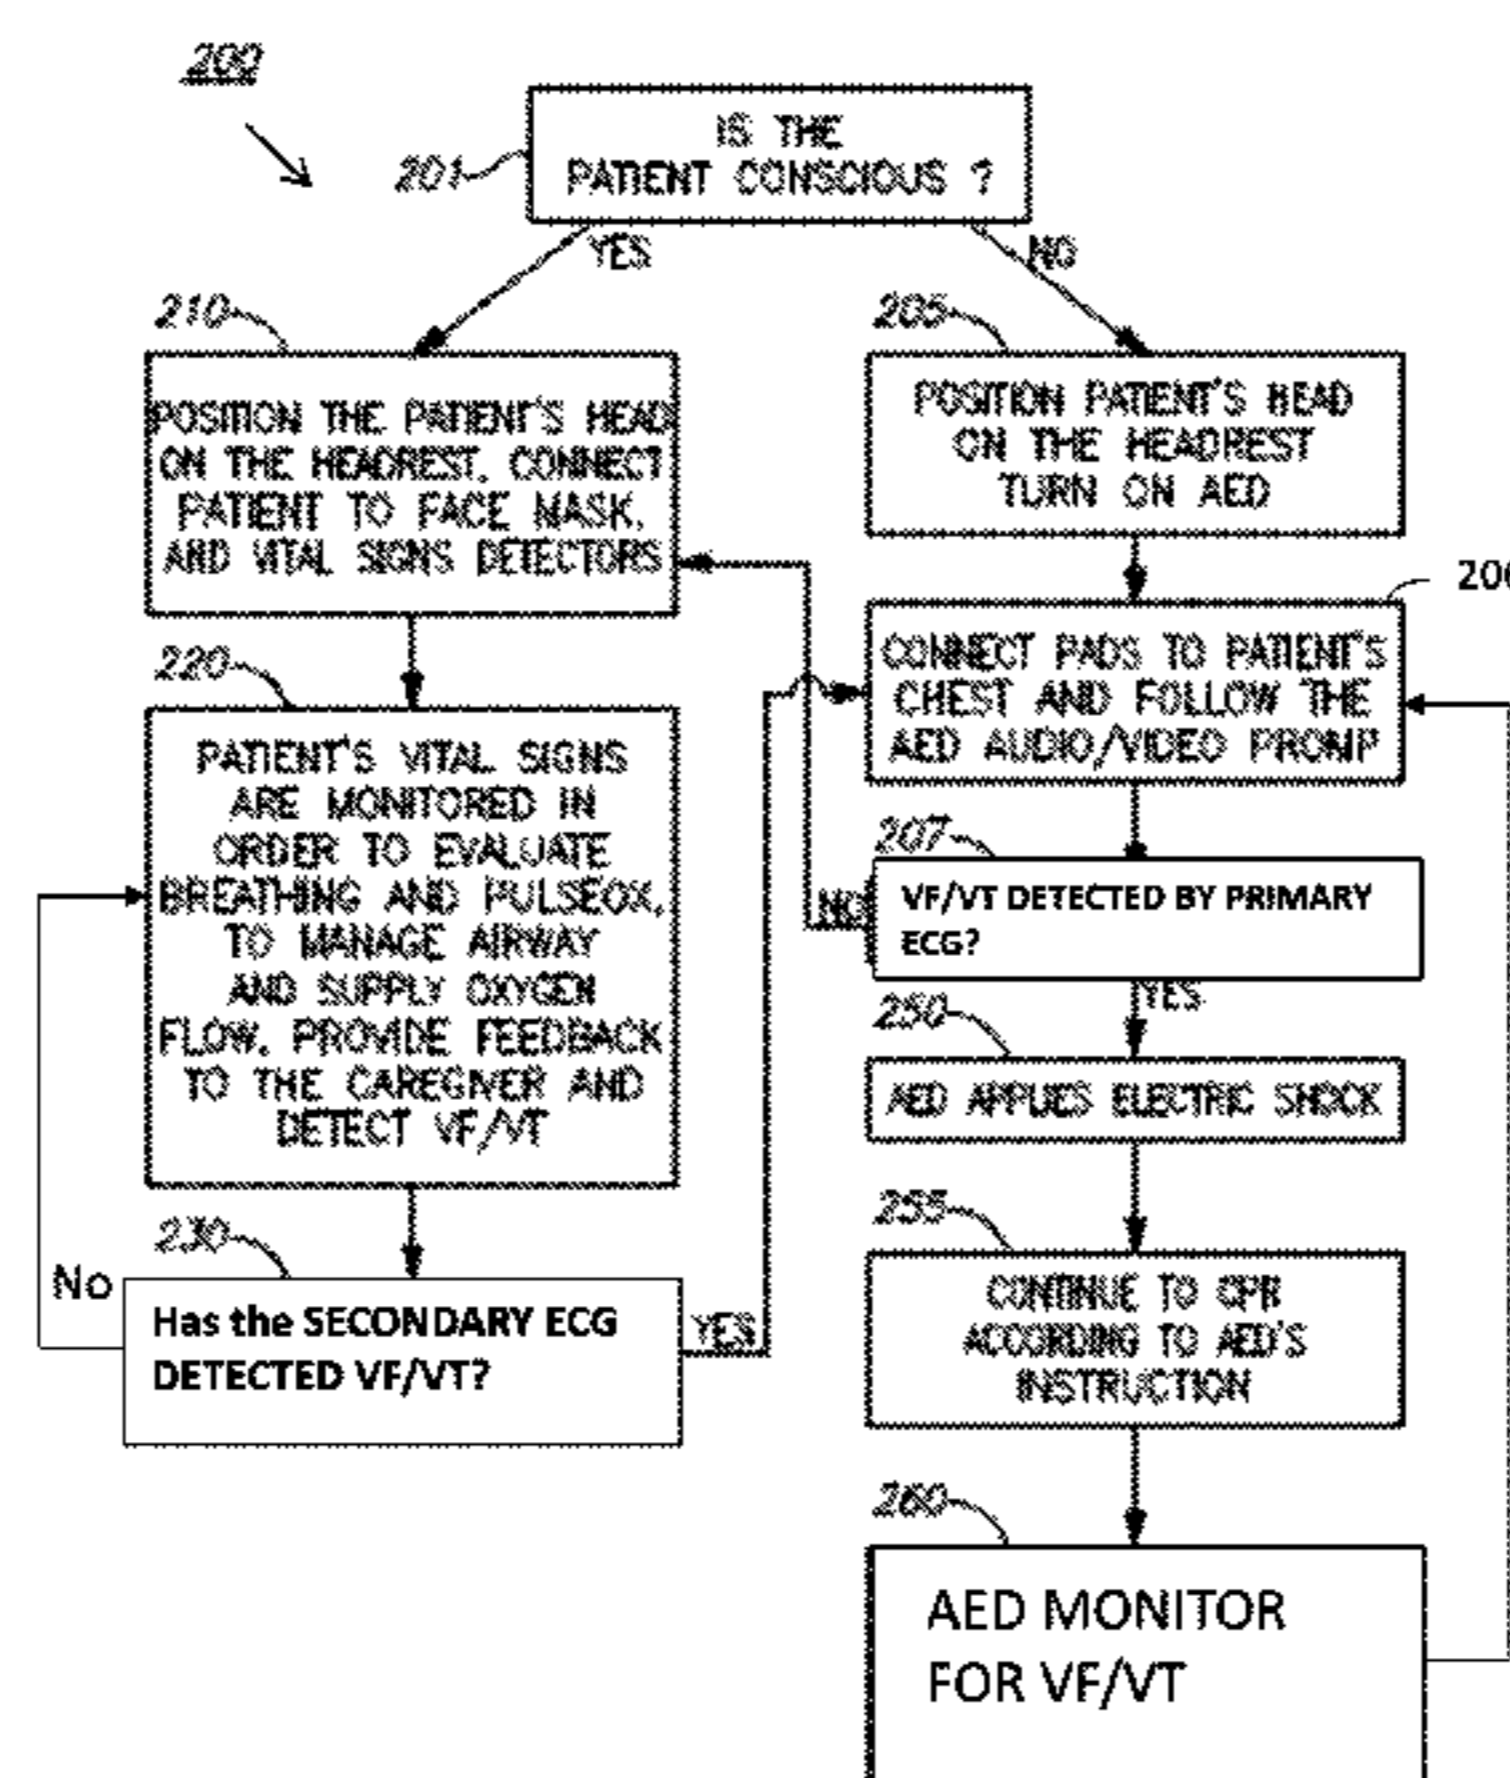 200
201
IS THE
PATIENT CONSCIOUS ?
YES
NO
210
POSITION THE PATIENT'S HEAD
ON THE HEADREST. CONNECT
PATIENT TO FACE MASK,
AND VITAL SIGNS DETECTORS
205
POSITION PATIENT'S HEAD
ON THE HEADREST
TURN ON AED
220
PATIENT'S VITAL SIGNS
ARE MONITORED IN
ORDER TO EVALUATE
BREATHING AND PULSEOX,
TO MANAGE AIRWAY
AND SUPPLY OXYGEN
FLOW. PROVIDE FEEDBACK
TO THE CAREGIVER AND
DETECT VF/VT
CONNECT PADS TO PATIENT'S
CHEST AND FOLLOW THE
AED AUDIO/VIDEO PROMP
207
NO
VF/VT DETECTED BY PRIMARY
ECG?
YES
250
AED APPLIES ELECTRIC SHOCK
230
No
Has the SECONDARY ECG
DETECTED VF/VT?
YES
255
CONTINUE TO CPR
ACCORDING TO AED'S
INSTRUCTION
260
AED MONITOR
FOR VF/VT